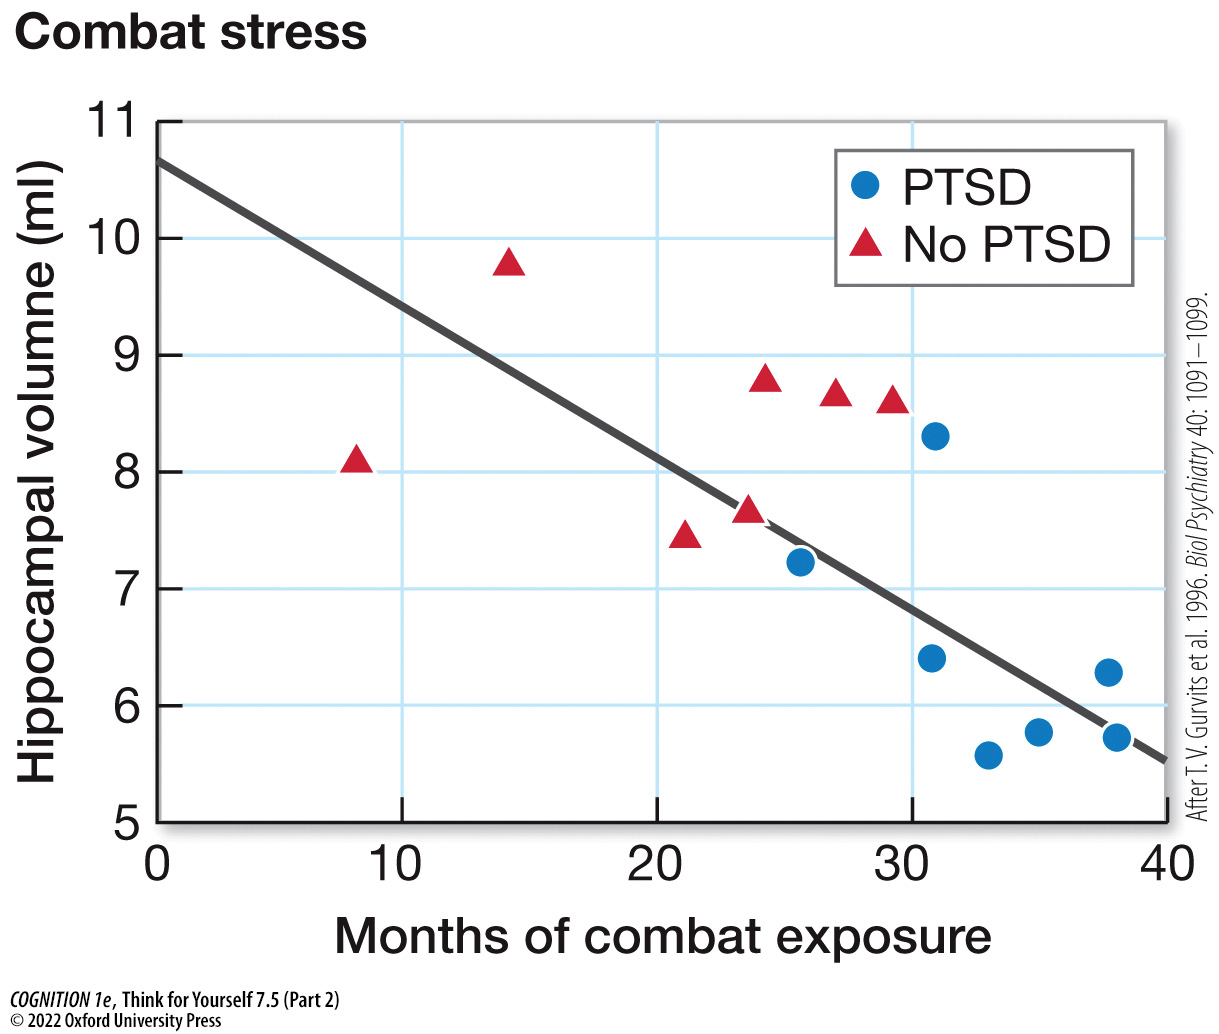 Combat stress
11
10
9
8
7
6
5
Hippocampal volumne (ml)
PTSD
No PTSD
0 10 20 30 40
Months of combat exposure
After T. V. Gurvits et al. 1996. Biol Psychiatry 40: 1091–1099.
COGNITION 1e, Think for Yourself 7.5 (Part 2)
© 2022 Oxford University Press